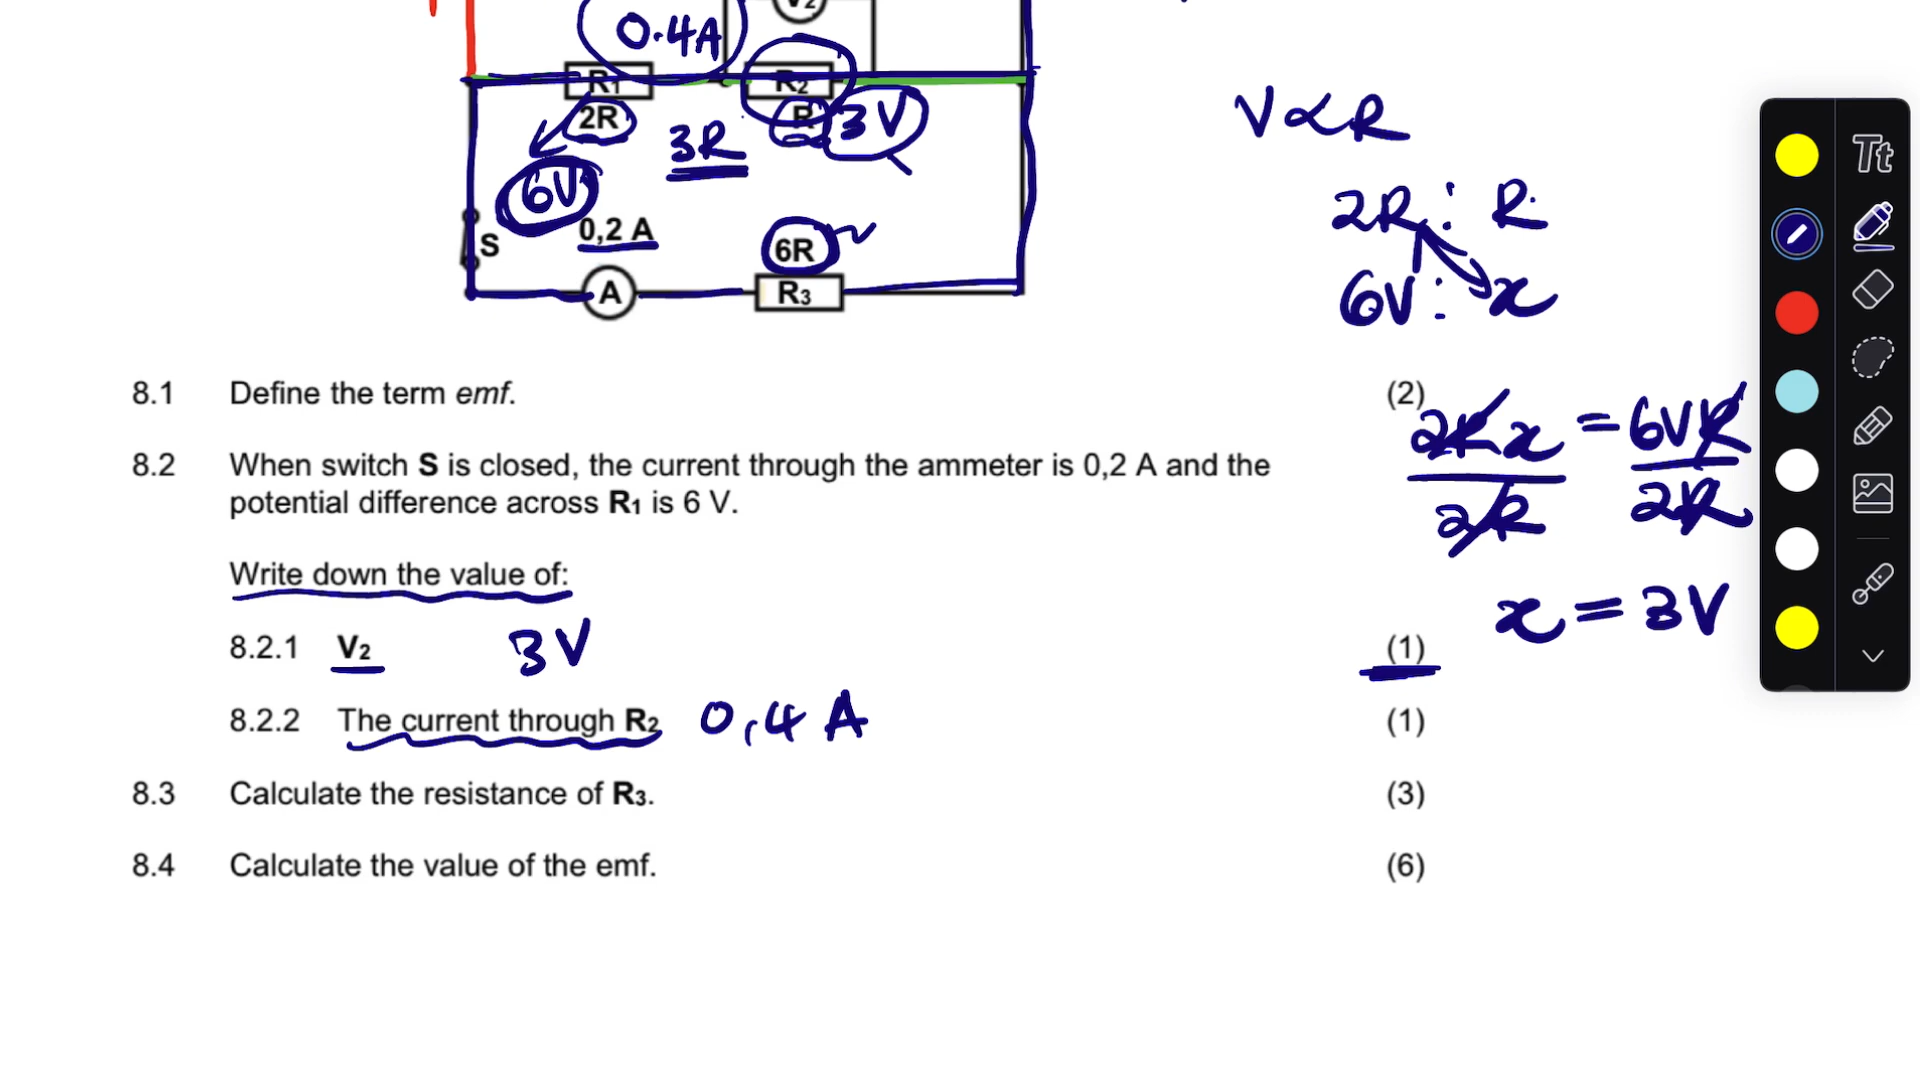 V2
0.4A
R1 R2
2R 3R R 3V
V∝R
6V
2R : R
0,2 A 6R
S
A R3
6V : x
8.1 Define the term emf. (2)
2Rx = 6VR
2R 2R
8.2 When switch S is closed, the current through the ammeter is 0,2 A and the
potential difference across R1 is 6 V.
Write down the value of:
x = 3V
8.2.1 V2 3V (1)
8.2.2 The current through R2 0,4 A (1)
8.3 Calculate the resistance of R3. (3)
8.4 Calculate the value of the emf. (6)
Tt